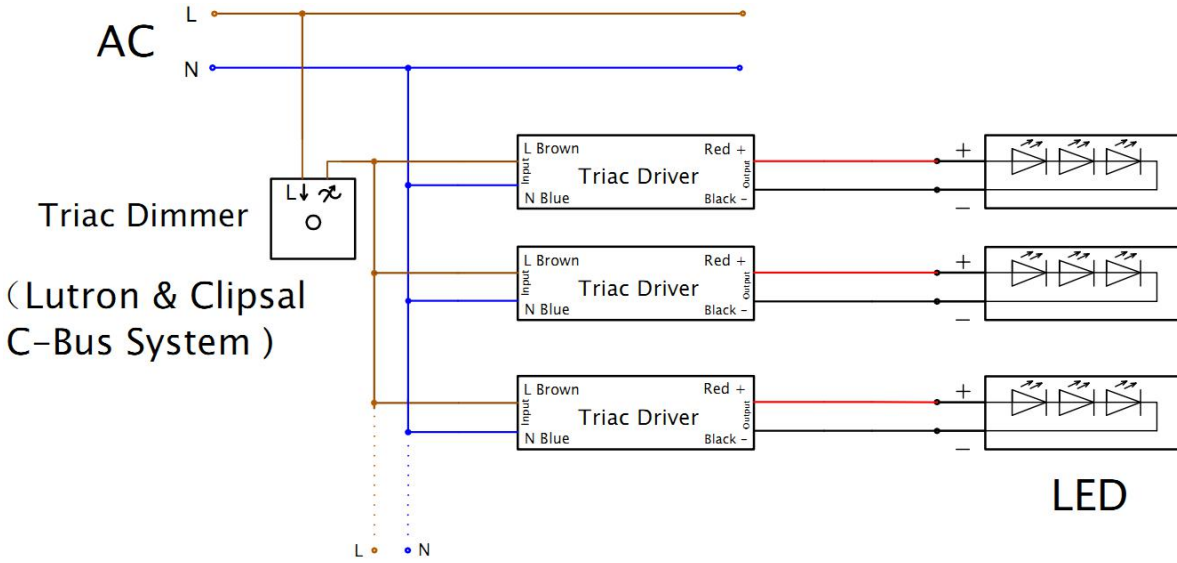 L
AC
N
L Brown
Red +
Input
Triac Driver
Output
N Blue
Black -
+
-
L
Triac Dimmer
(Lutron & Clipsal
C-Bus System )
L Brown
Red +
Input
Triac Driver
Output
N Blue
Black -
+
-
L Brown
Red +
Input
Triac Driver
Output
N Blue
Black -
+
-
LED
L
N